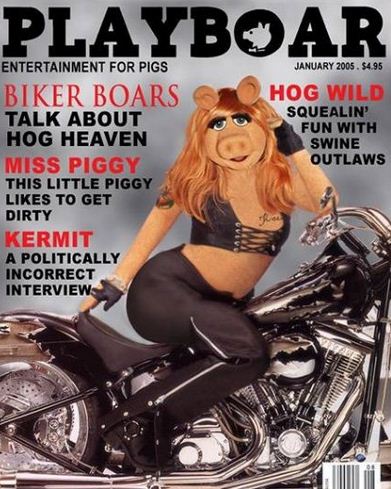 PLAYBOAR
ENTERTAINMENT FOR PIGS
JANUARY 2005 . $4.95
BIKER BOARS
TALK ABOUT
HOG HEAVEN
MISS PIGGY
THIS LITTLE PIGGY
LIKES TO GET
DIRTY
KERMIT
A POLITICALLY
INCORRECT
INTERVIEW
HOG WILD
SQUEALIN'
FUN WITH
SWINE
OUTLAWS